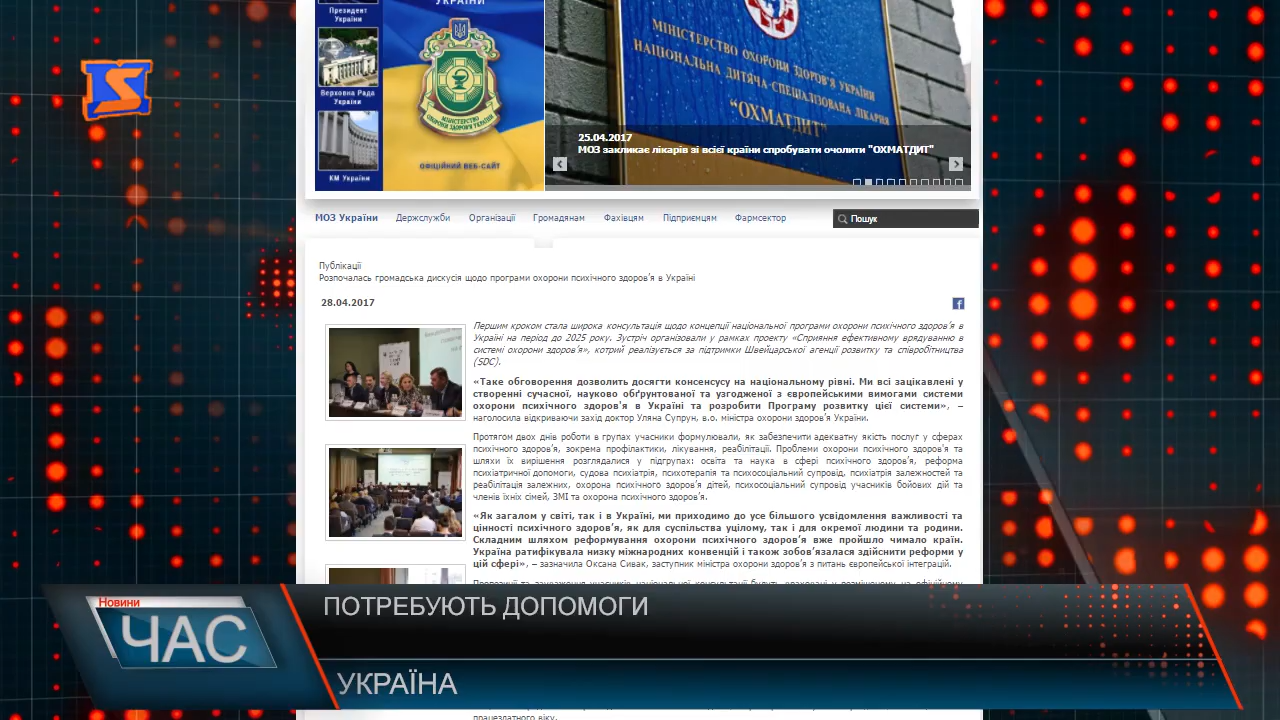 УКРАЇНИ
Президент
України
Верховна Рада
України
КМ України
МІНІСТЕРСТВО
ОХОРОНИ ЗДОРОВ'Я УКРАЇНИ
ОФІЦІЙНИЙ ВЕБ-САЙТ
МІНІСТЕРСТВО ОХОРОНИ ЗДОРОВ'Я УКРАЇНИ
НАЦІОНАЛЬНА ДИТЯЧА СПЕЦІАЛІЗОВАНА ЛІКАРНЯ
"ОХМАТДИТ"
25.04.2017
МОЗ закликає лікарів зі всієї країни спробувати очолити "ОХМАТДИТ"
МОЗ України Держслужби Організації Громадянам Фахівцям Підприємцям Фармсектор Пошук
Публікації
Розпочалась громадська дискусія щодо програми охорони психічного здоров’я в Україні
28.04.2017
Першим кроком стала широка консультація щодо концепції національної програми охорони психічного здоров’я в
Україні на період до 2025 року. Зустріч організовали у рамках проекту «Сприяння ефективному врядуванню в
системі охорони здоров’я», котрий реалізується за підтримки Швейцарської агенції розвитку та співробітництва
(SDC).
«Таке обговорення дозволить досягти консенсусу на національному рівні. Ми всі зацікавлені у
створенні сучасної, науково обґрунтованої та узгодженої з європейськими вимогами системи
охорони психічного здоров'я в Україні та розробити Програму розвитку цієї системи», –
наголосила відкриваючи захід доктор Уляна Супрун, в.о. міністра охорони здоров’я України.
Протягом двох днів роботи в групах учасники формулювали, як забезпечити адекватну якість послуг у сферах
психічного здоров’я, зокрема профілактики, лікування, реабілітації. Проблеми охорони психічного здоров'я та
шляхи їх вирішення розглядалися у підгрупах: освіта та наука в сфері психічного здоров’я, реформа
психіатричної допомоги, судова психіатрія, психотерапія та психосоціальний супровід, психіатрія залежностей та
реабілітація залежних, охорона психічного здоров’я дітей, психосоціальний супровід учасників бойових дій та
членів їхніх сімей, ЗМІ та охорона психічного здоров’я.
«Як загалом у світі, так і в Україні, ми приходимо до усе більшого усвідомлення важливості та
цінності психічного здоров’я, як для суспільства уцілому, так і для окремої людини та родини.
Складним шляхом реформування охорони психічного здоров’я вже пройшло чимало країн.
Україна ратифікувала низку міжнародних конвенцій і також зобов’язалася здійснити реформи у
цій сфері», – зазначила Оксана Сивак, заступник міністра охорони здоров’я з питань європейської інтеграцій.
Новини
ЧАС
ПОТРЕБУЮТЬ ДОПОМОГИ
УКРАЇНА
працездатного віку.